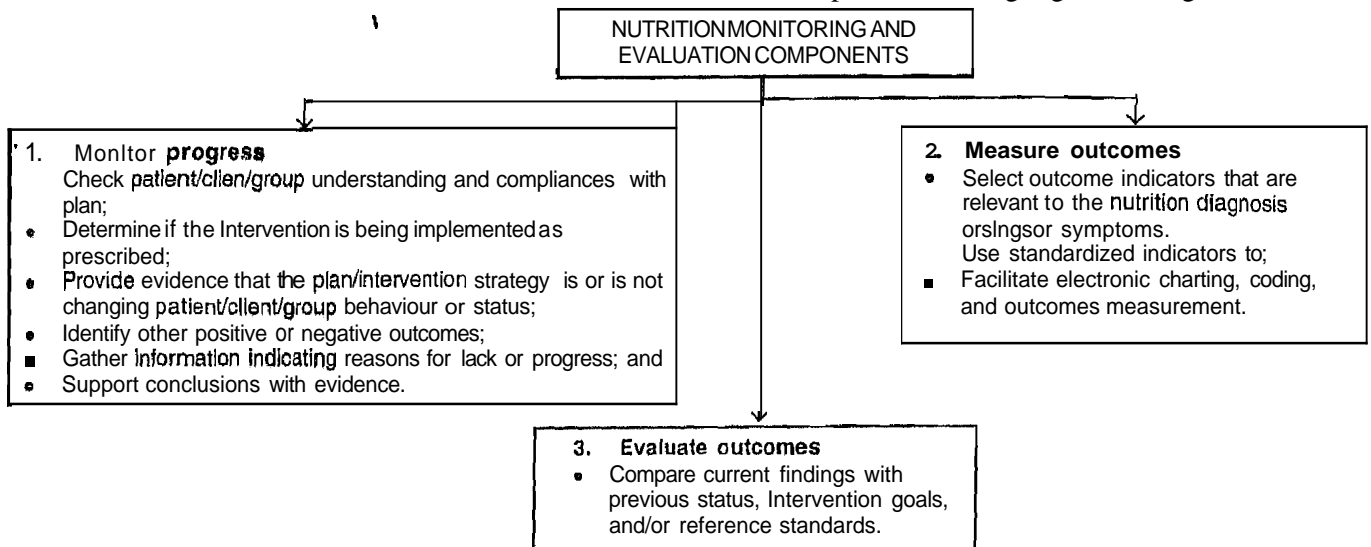 NUTRITIONMONITORING AND
EVALUATION COMPONENTS
1. MonItor progress
Check patient/clien/group understanding and compliances with
plan;
• Determine if the Intervention is being implemented as
prescribed;
• Provide evidence that the plan/intervention strategy is or is not
changing patient/client/group behaviour or status;
• Identify other positive or negative outcomes;
■ Gather information indicating reasons for lack or progress; and
• Support conclusions with evidence.
2. Measure outcomes
• Select outcome indicators that are
relevant to the nutrition diagnosis
orsIngsor symptoms.
Use standardized indicators to;
■ Facilitate electronic charting, coding,
and outcomes measurement.
3. Evaluate outcomes
• Compare current findings with
previous status, Intervention goals,
and/or reference standards.